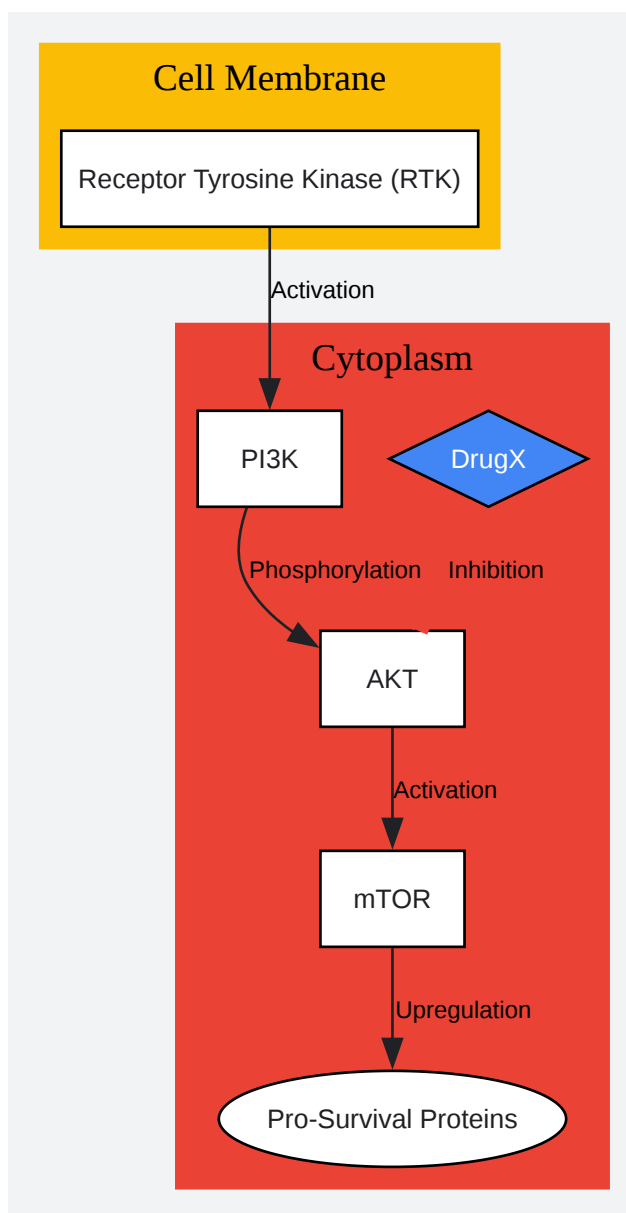 Cell Membrane
Receptor Tyrosine Kinase (RTK)
Activation
Cytoplasm
PI3K
DrugX
Phosphorylation
Inhibition
AKT
Activation
mTOR
Upregulation
Pro-Survival Proteins